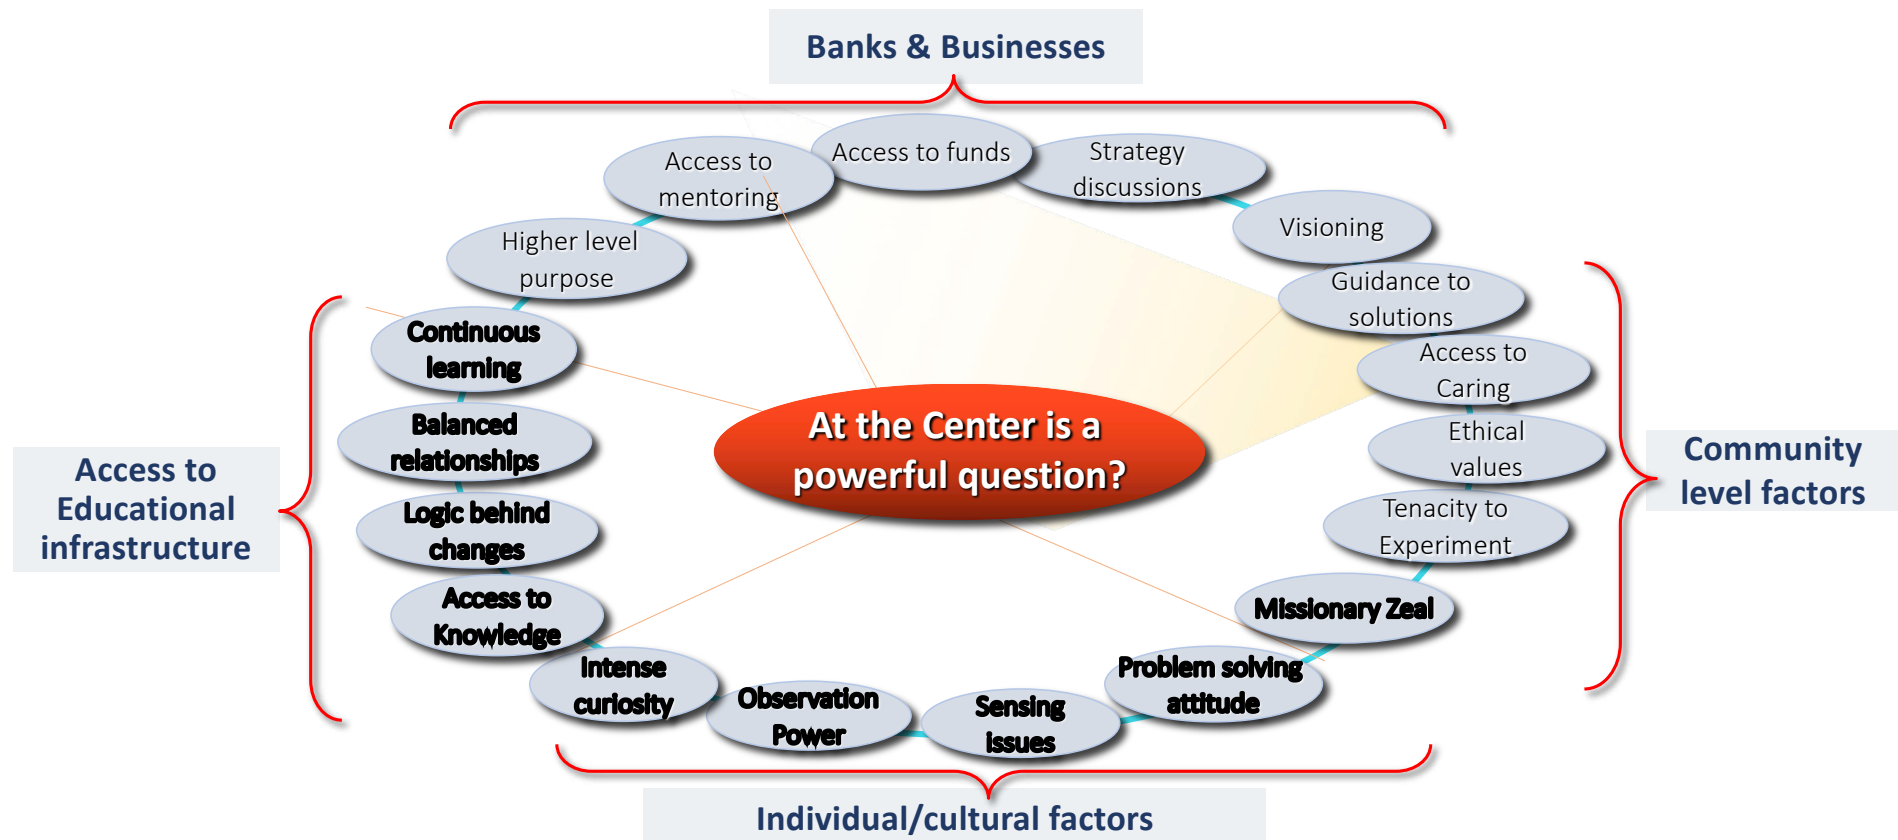 Banks & Businesses
Access to funds
Strategy
discussions
Access to
mentoring
Visioning
Higher level
purpose
Guidance to
solutions
Continuous
learning
Access to
Caring
Balanced
relationships
Ethical
values
At the Center is a
powerful question?
Access to
Educational
infrastructure
Community
level factors
Logic behind
changes
Tenacity to
Experiment
Access to
Knowledge
Missionary Zeal
Intense
curiosity
Observation
Power
Sensing
issues
Problem solving
attitude
Individual/cultural factors